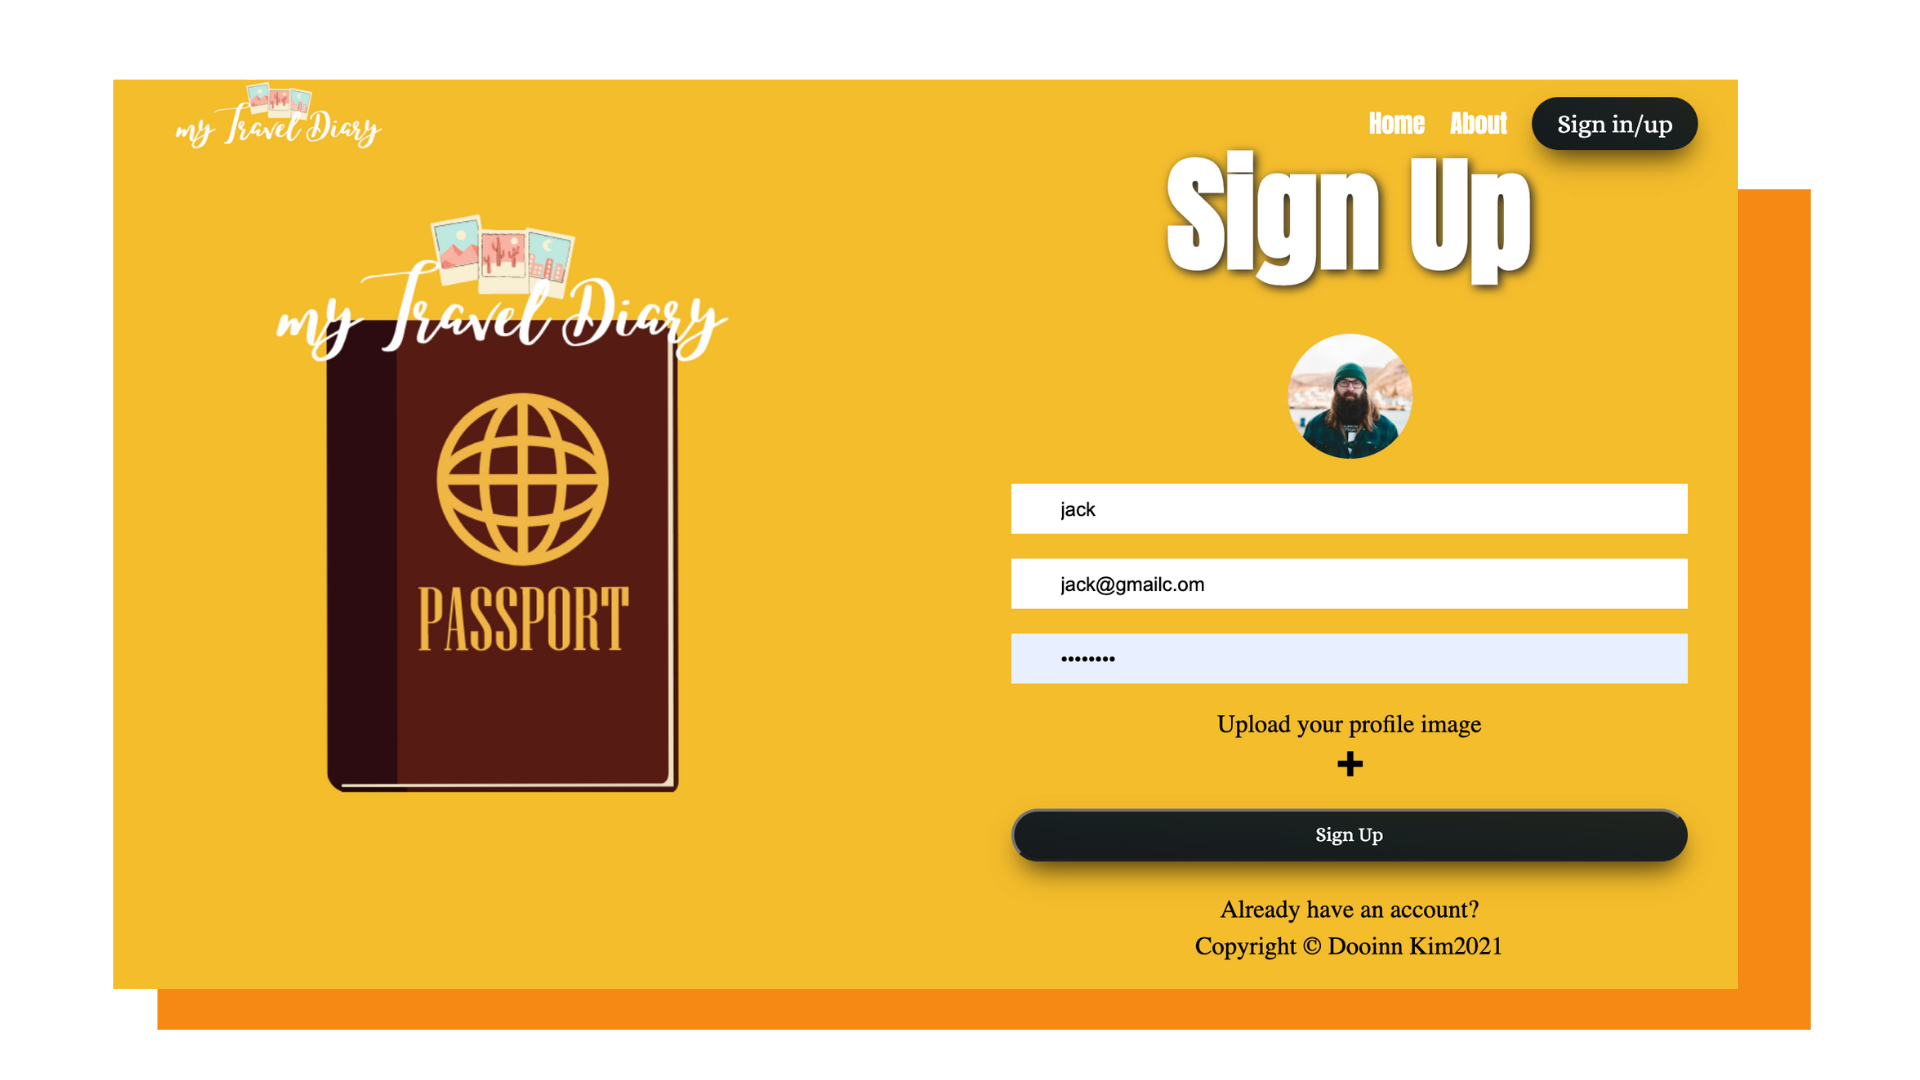 my Travel Diary
Home About Sign in/up
Sign Up
my Travel Diary
PASSPORT
jack
jack@gmailc.om
••••••••
Upload your profile image
+
Sign Up
Already have an account?
Copyright © Dooinn Kim2021